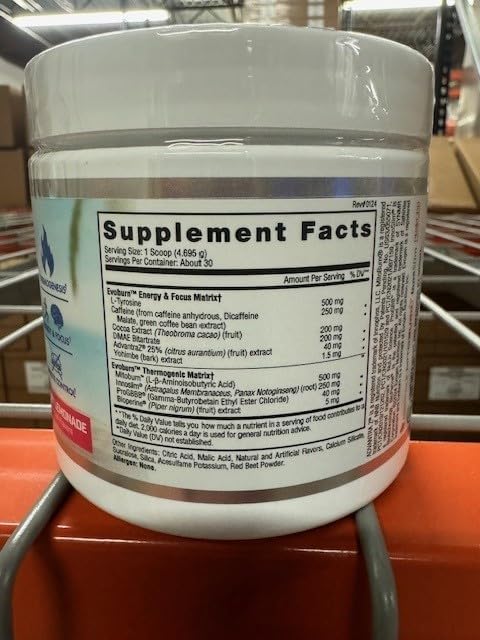 Rev#0124
Supplement Facts
Serving Size: 1 Scoop (4.695 g)
Servings Per Container: About 30
Amount Per Serving % DV**
Evoburn™ Energy & Focus Matrix†
L-Tyrosine 500 mg
Caffeine (from caffeine anhydrous, Dicaffeine 250 mg
Malate, green coffee bean extract)
Cocoa Extract (Theobroma cacao) (fruit) 200 mg
DMAE Bitartrate 200 mg
Advantra Z® 25% (citrus aurantium) (fruit) extract 40 mg
Yohimbe (bark) extract 1.5 mg
Evoburn™ Thermogenic Matrix†
Mitoburn® (L-β-Aminoisobutyric Acid) 500 mg
Innoslim® (Astragalus Membranaceus, Panax Notoginseng) (root) 250 mg
ProGBB® (Gamma-Butyrobetain Ethyl Ester Chloride) 40 mg
Bioperine® (Piper nigrum) (fruit) extract 5 mg
**The % Daily Value tells you how much a nutrient in a serving of food contributes to a
daily diet. 2,000 calories a day is used for general nutrition advice.
*Daily Value (DV) not established.
Other Ingredients: Citric Acid, Malic Acid, Natural and Artificial Flavors, Calcium Silicate,
Sucralose, Silica, Acesulfame Potassium, Red Beet Powder.
Allergen: None.